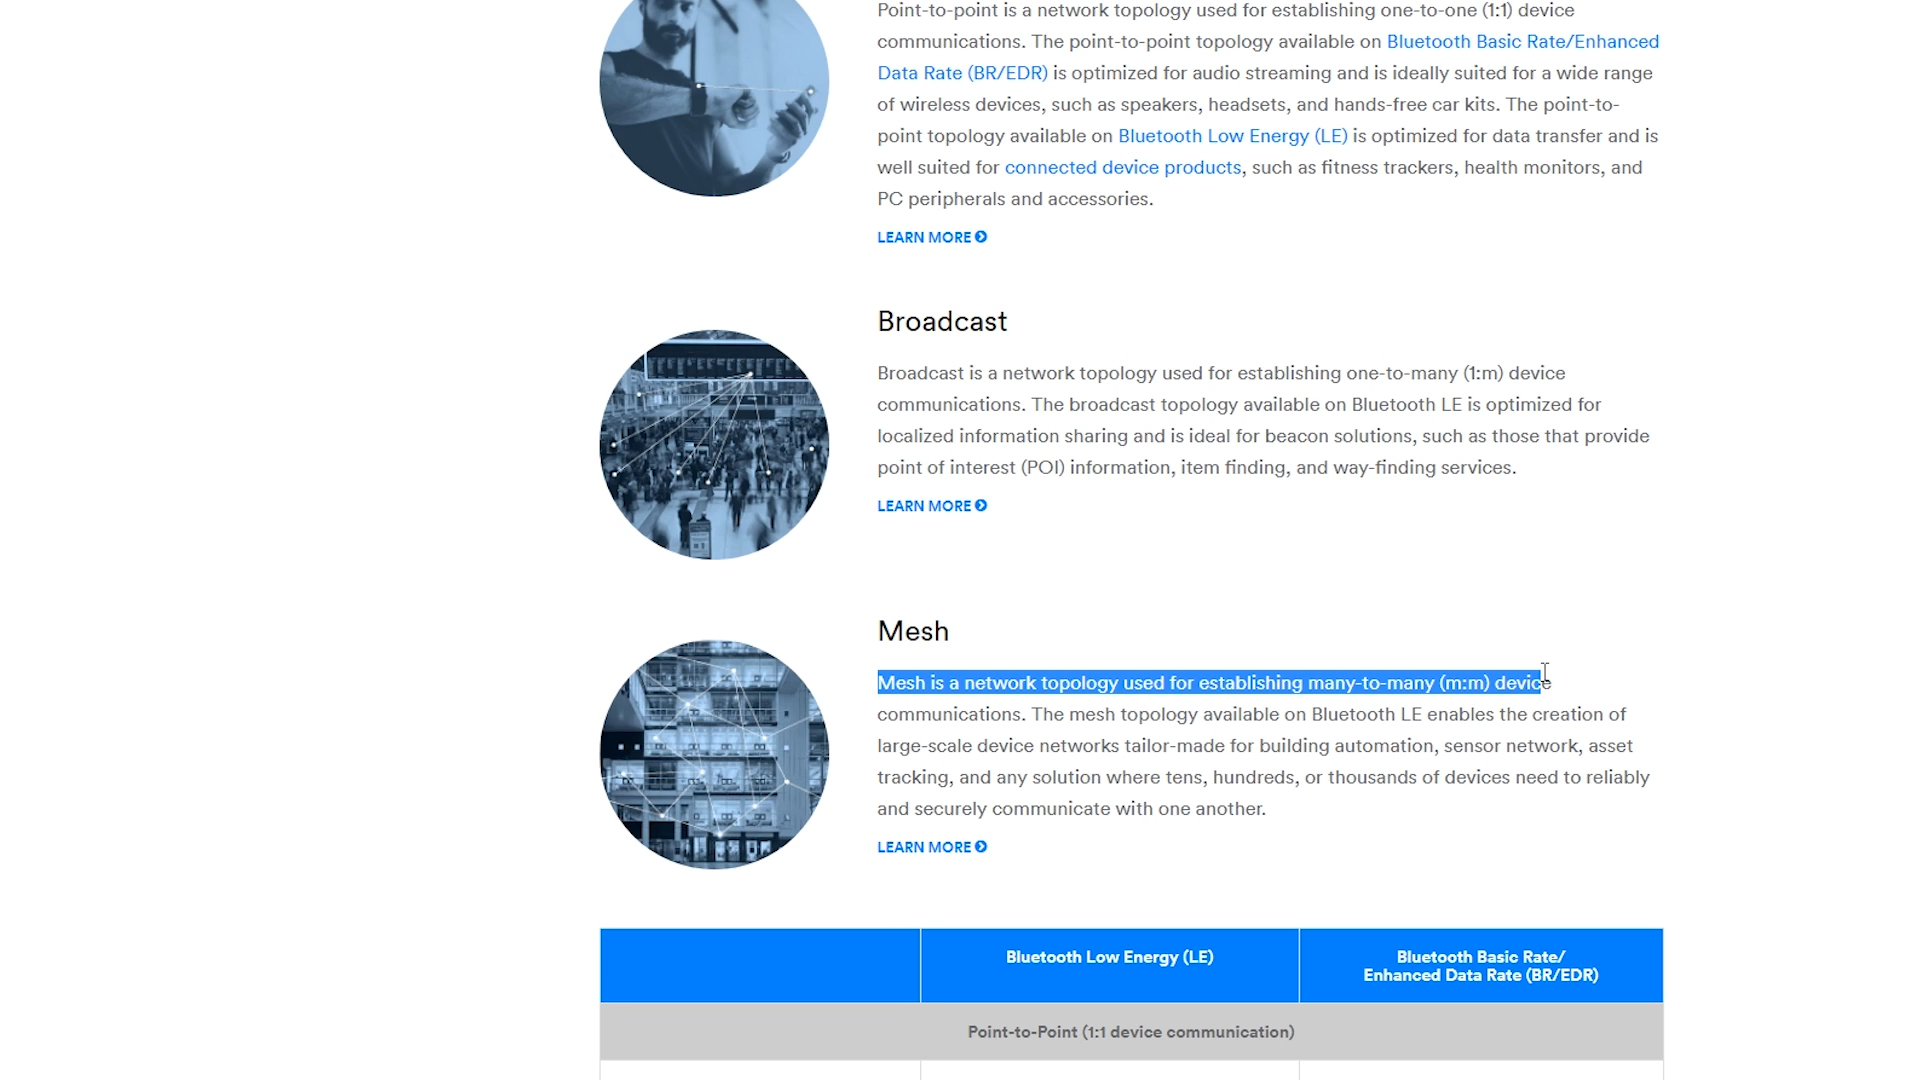 Point-to-point is a network topology used for establishing one-to-one (1:1) device
communications. The point-to-point topology available on Bluetooth Basic Rate/Enhanced
Data Rate (BR/EDR) is optimized for audio streaming and is ideally suited for a wide range
of wireless devices, such as speakers, headsets, and hands-free car kits. The point-to-
point topology available on Bluetooth Low Energy (LE) is optimized for data transfer and is
well suited for connected device products, such as fitness trackers, health monitors, and
PC peripherals and accessories.
LEARN MORE
Broadcast
Broadcast is a network topology used for establishing one-to-many (1:m) device
communications. The broadcast topology available on Bluetooth LE is optimized for
localized information sharing and is ideal for beacon solutions, such as those that provide
point of interest (POI) information, item finding, and way-finding services.
LEARN MORE
Mesh
Mesh is a network topology used for establishing many-to-many (m:m) device
communications. The mesh topology available on Bluetooth LE enables the creation of
large-scale device networks tailor-made for building automation, sensor network, asset
tracking, and any solution where tens, hundreds, or thousands of devices need to reliably
and securely communicate with one another.
LEARN MORE
Bluetooth Low Energy (LE)
Bluetooth Basic Rate/
Enhanced Data Rate (BR/EDR)
Point-to-Point (1:1 device communication)